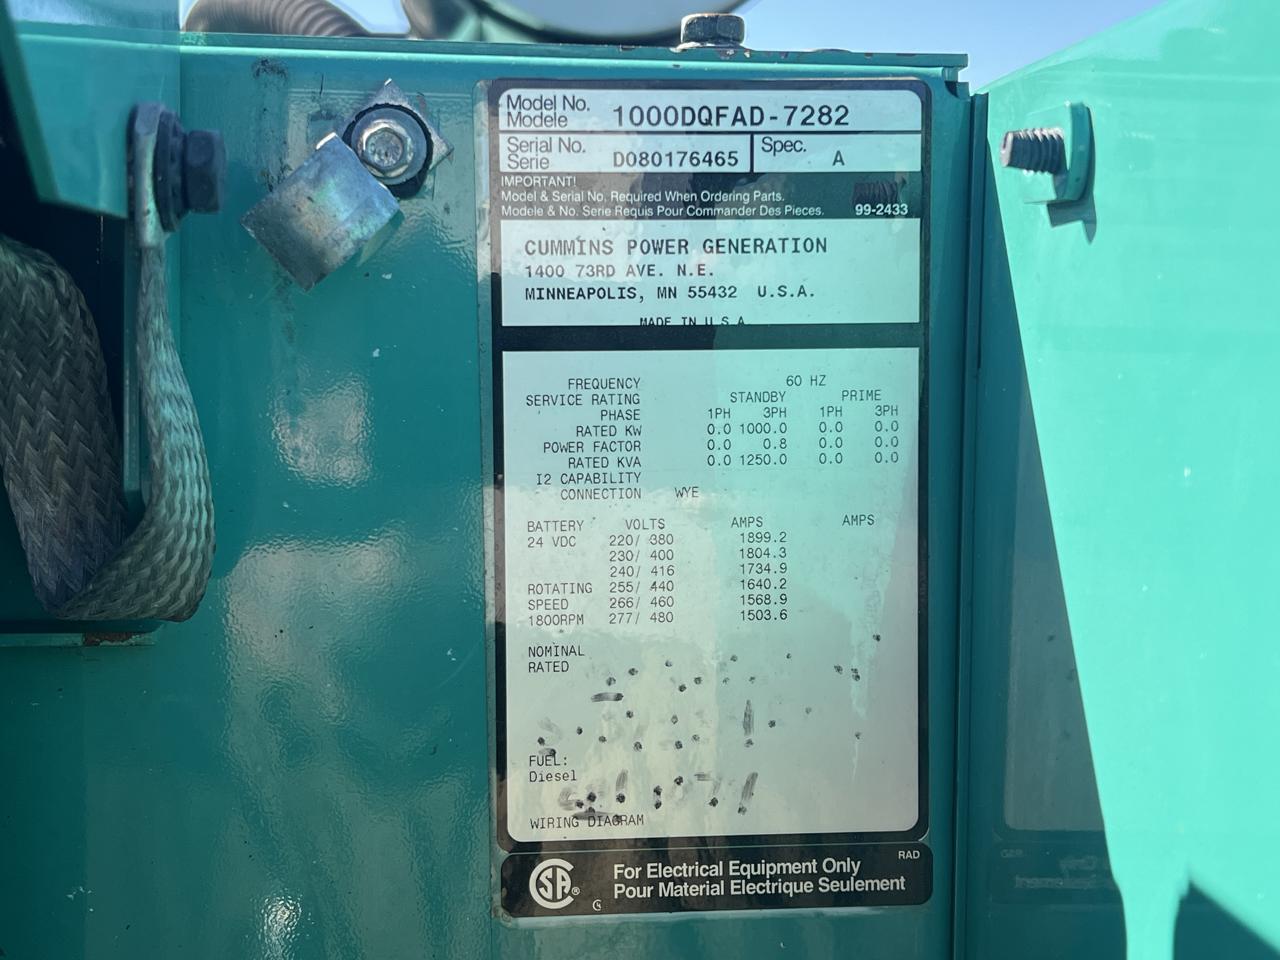 Model No. 1000DQFAD-7282
Modele
Serial No. D080176465 Spec. A
Serie
IMPORTANT!
Model & Serial No. Required When Ordering Parts.
Modele & No. Serie Requis Pour Commander Des Pieces. 99-2433
CUMMINS POWER GENERATION
1400 73RD AVE. N.E.
MINNEAPOLIS, MN 55432 U.S.A.
MADE IN U.S.A.
FREQUENCY 60 HZ
SERVICE RATING STANDBY PRIME
PHASE 1PH 3PH 1PH 3PH
RATED KW 0.0 1000.0 0.0 0.0
POWER FACTOR 0.0 0.8 0.0 0.0
RATED KVA 0.0 1250.0 0.0 0.0
I2 CAPABILITY
CONNECTION WYE
BATTERY VOLTS AMPS AMPS
24 VDC 220/ 380 1899.2
230/ 400 1804.3
240/ 416 1734.9
ROTATING 255/ 440 1640.2
SPEED 266/ 460 1568.9
1800RPM 277/ 480 1503.6
NOMINAL
RATED
FUEL:
Diesel
WIRING DIAGRAM
RAD
SA® For Electrical Equipment Only
Pour Material Electrique Seulement